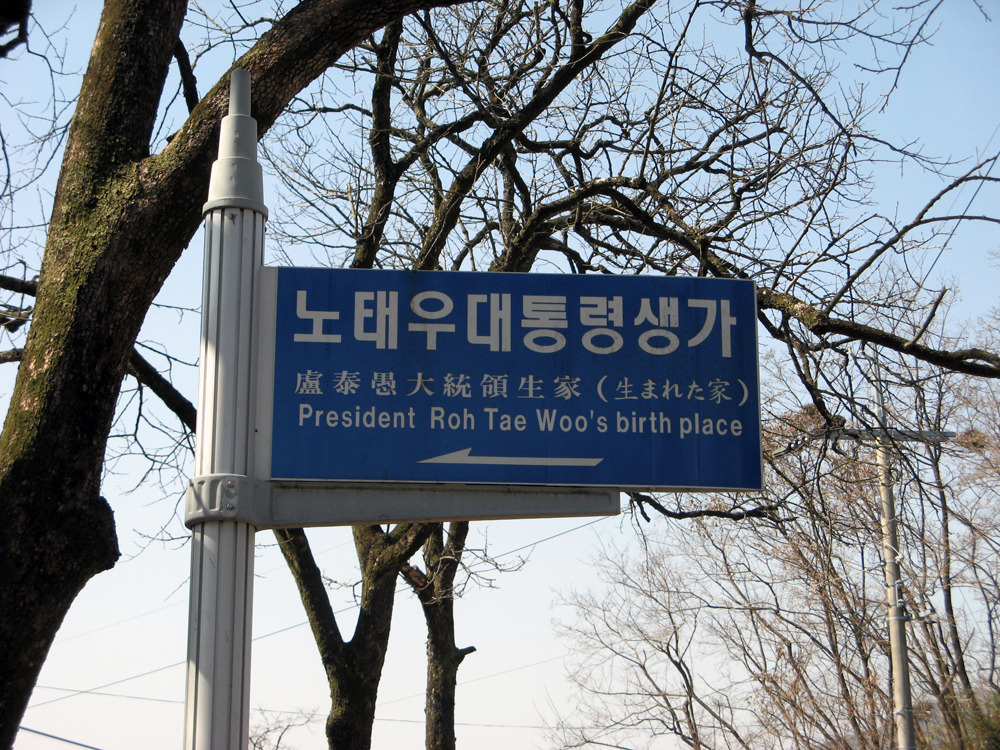 노태우대통령생가
盧泰愚大統領生家(生まれた家)
President Roh Tae Woo's birth place